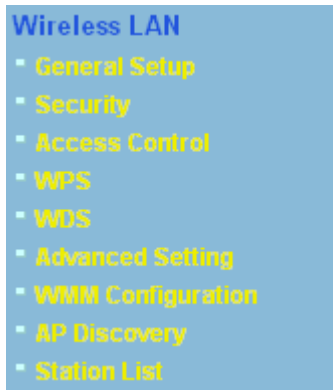 Wireless LAN
General Setup
Security
Access Control
WPS
WDS
Advanced Setting
WMM Configuration
AP Discovery
Station List